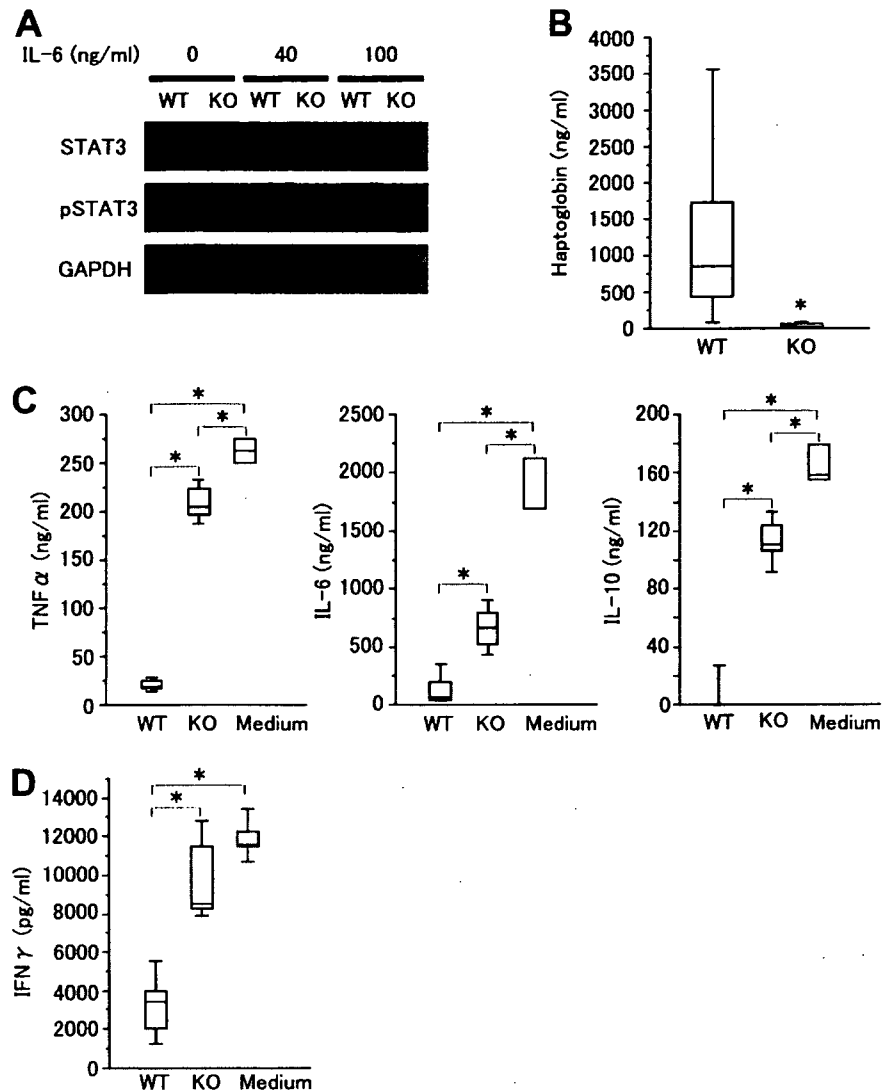 A
IL-6 (ng/ml) 0 40 100
WT KO WT KO WT KO
STAT3
pSTAT3
GAPDH
B
Haptoglobin (ng/ml)
4000
3500
3000
2500
2000
1500
1000
500
0
*
WT KO
C
TNF α (ng/ml)
300
250
200
150
100
50
0
*
*
*
WT KO Medium
IL-6 (ng/ml)
2500
2000
1500
1000
500
0
*
*
*
WT KO Medium
IL-10 (ng/ml)
200
160
120
80
40
0
*
*
*
WT KO Medium
D
IFN γ (pg/ml)
14000
12000
10000
8000
6000
4000
2000
0
*
*
WT KO Medium